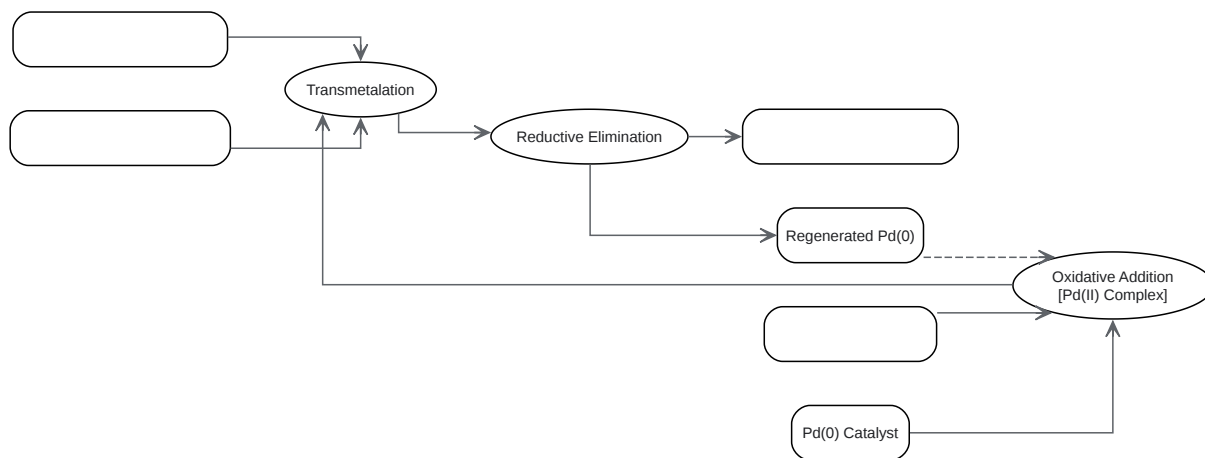 Transmetalation
Reductive Elimination
Regenerated Pd(0)
Oxidative Addition
[Pd(II) Complex]
Pd(0) Catalyst